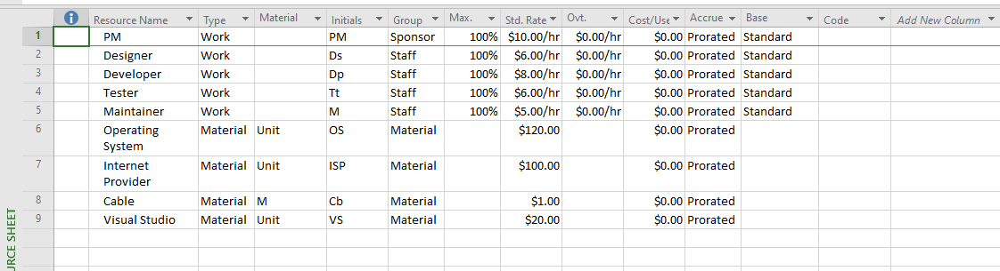 Resource Name Type Material Initials Group Max. Std. Rate Ovt. Cost/Use Accrue Base Code Add New Column
1 PM Work PM Sponsor 100% $10.00/hr $0.00/hr $0.00 Prorated Standard
2 Designer Work Ds Staff 100% $6.00/hr $0.00/hr $0.00 Prorated Standard
3 Developer Work Dp Staff 100% $8.00/hr $0.00/hr $0.00 Prorated Standard
4 Tester Work Tt Staff 100% $6.00/hr $0.00/hr $0.00 Prorated Standard
5 Maintainer Work M Staff 100% $5.00/hr $0.00/hr $0.00 Prorated Standard
6 Operating Material Unit OS Material $120.00 $0.00 Prorated
System
7 Internet Material Unit ISP Material $100.00 $0.00 Prorated
Provider
8 Cable Material M Cb Material $1.00 $0.00 Prorated
9 Visual Studio Material Unit VS Material $20.00 $0.00 Prorated
URCE SHEET